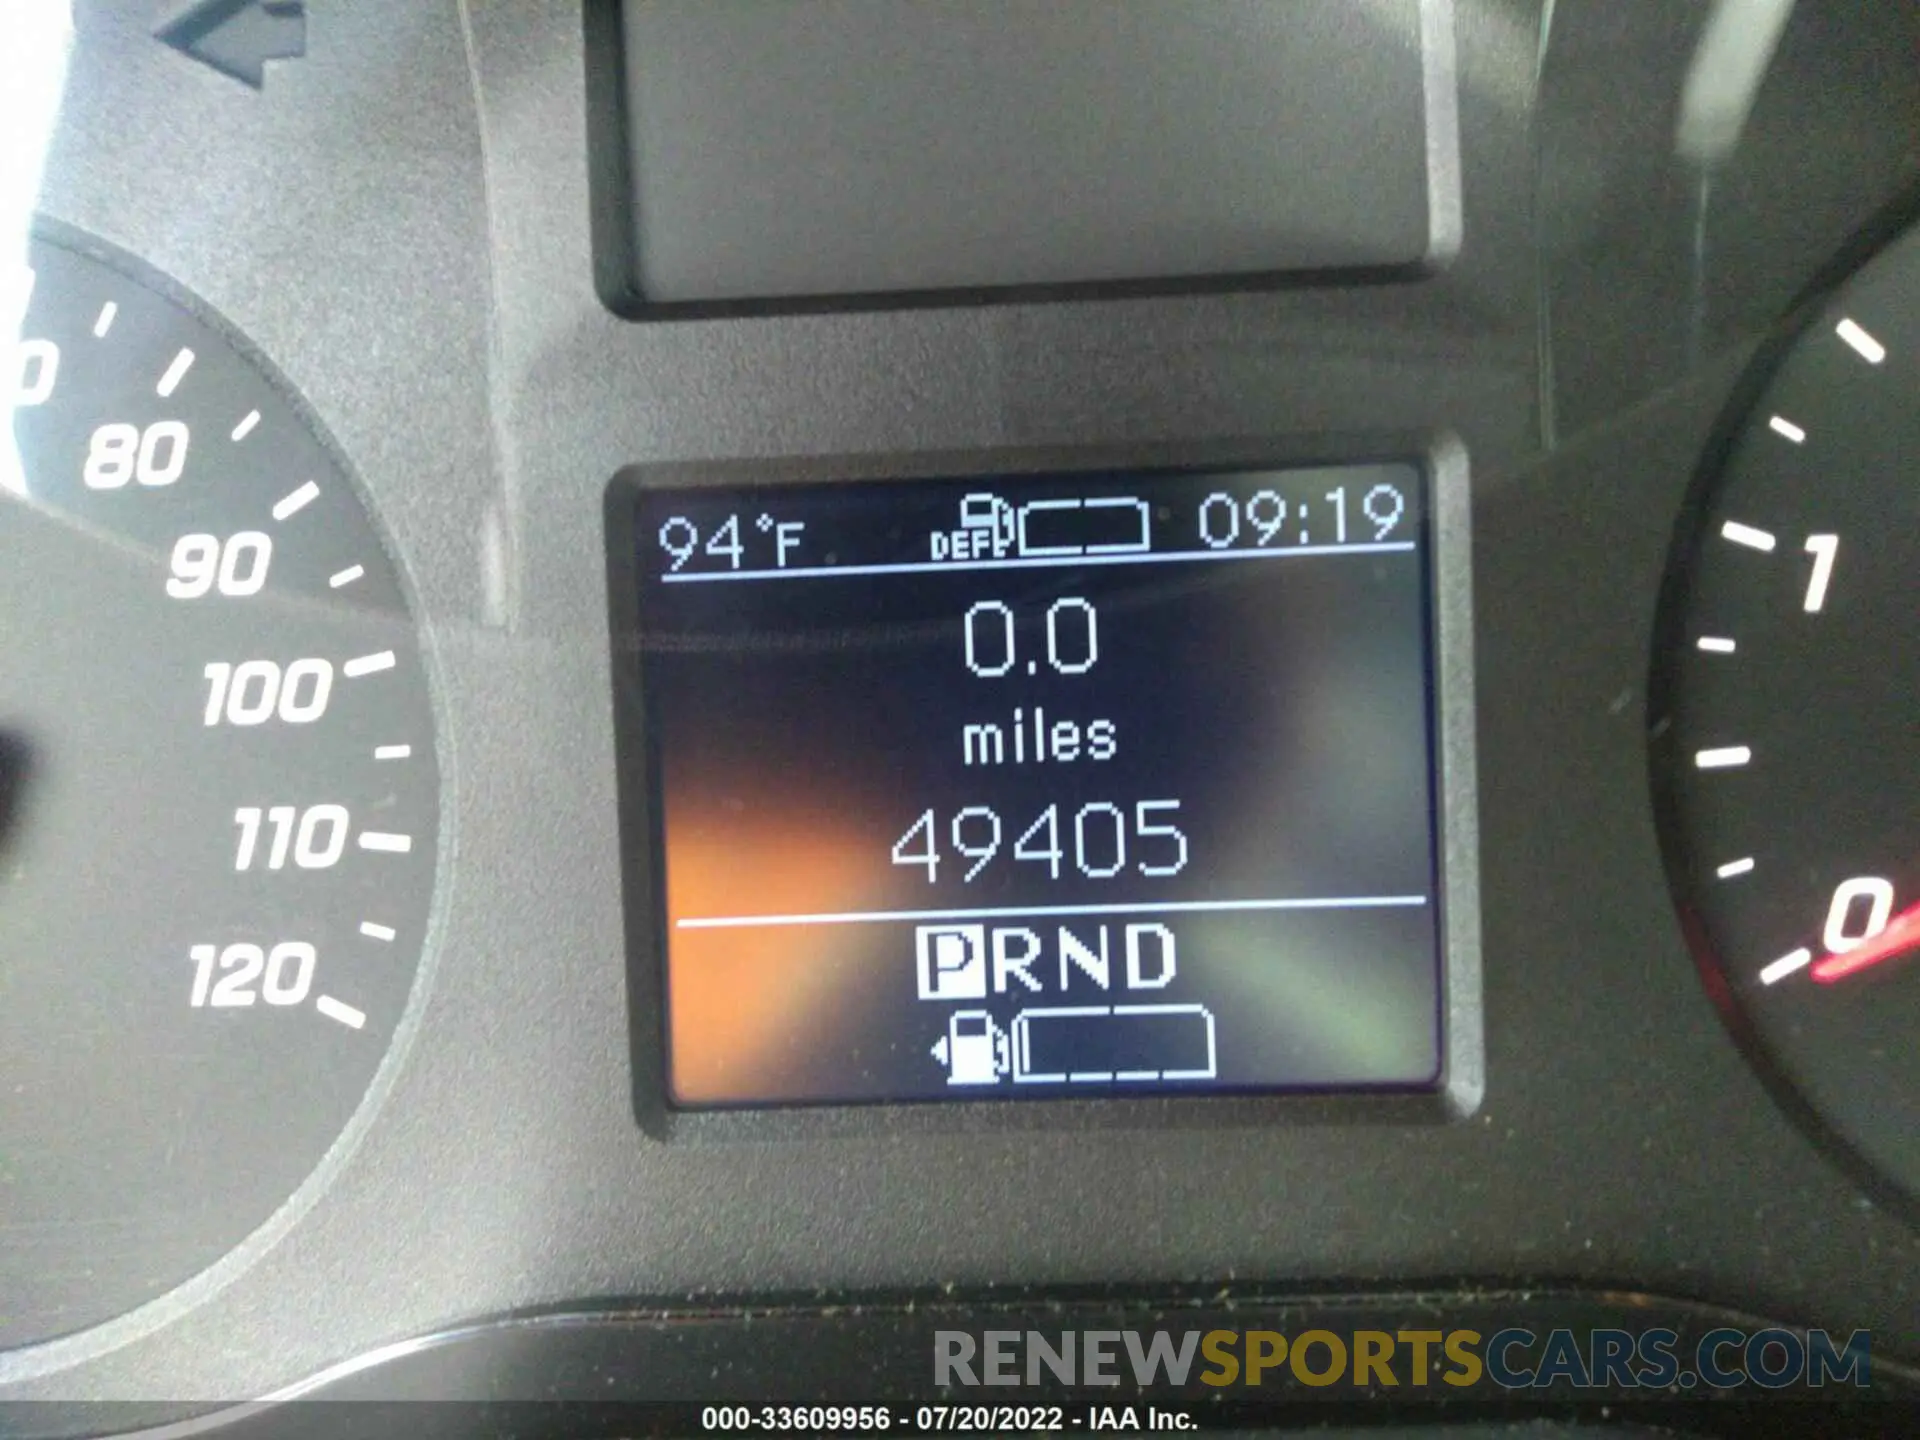 94°F DEF 09:19
0.0
miles
49405
PRND
80
90
100
110
120
1
0
RENEWSPORTSCARS.COM
000-33609956 - 07/20/2022 - IAA Inc.